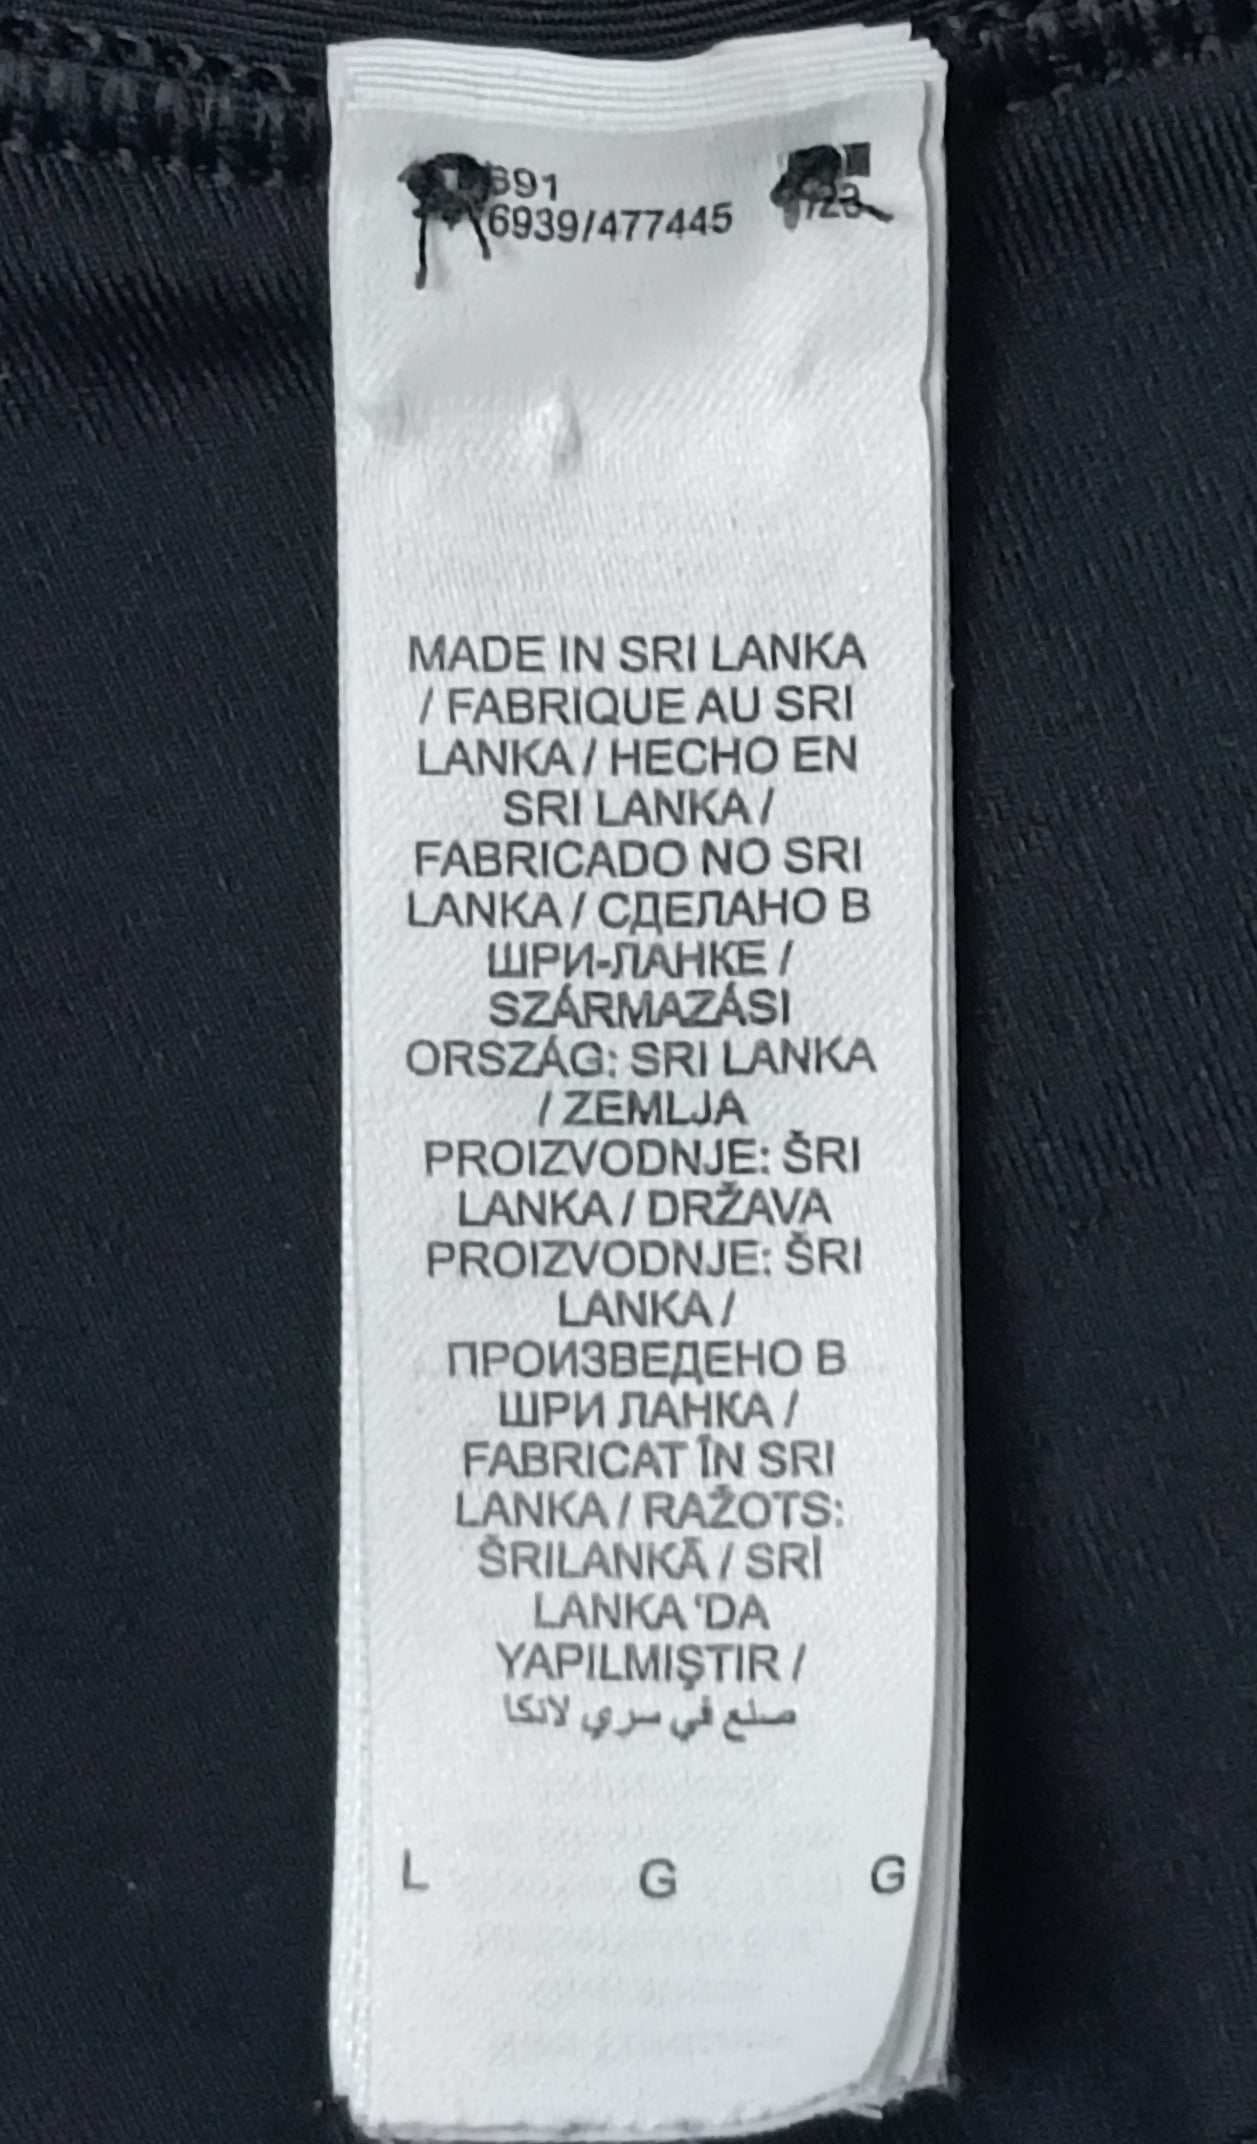 6939/477445
MADE IN SRI LANKA
/ FABRIQUE AU SRI
LANKA / HECHO EN
SRI LANKA /
FABRICADO NO SRI
LANKA / СДЕЛАНО В
ШРИ-ЛАНКЕ /
SZÁRMAZÁSI
ORSZÁG: SRI LANKA
/ ZEMLJA
PROIZVODNJE: ŠRI
LANKA / DRŽAVA
PROIZVODNJE: ŠRI
LANKA /
ПРОИЗВЕДЕНО В
ШРИ ЛАНКА /
FABRICAT ÎN SRI
LANKA / RAŽOTS:
ŠRILANKĀ / SRİ
LANKA ‘DA
YAPILMIŞTIR /
صنع في سري لانكا
L G G